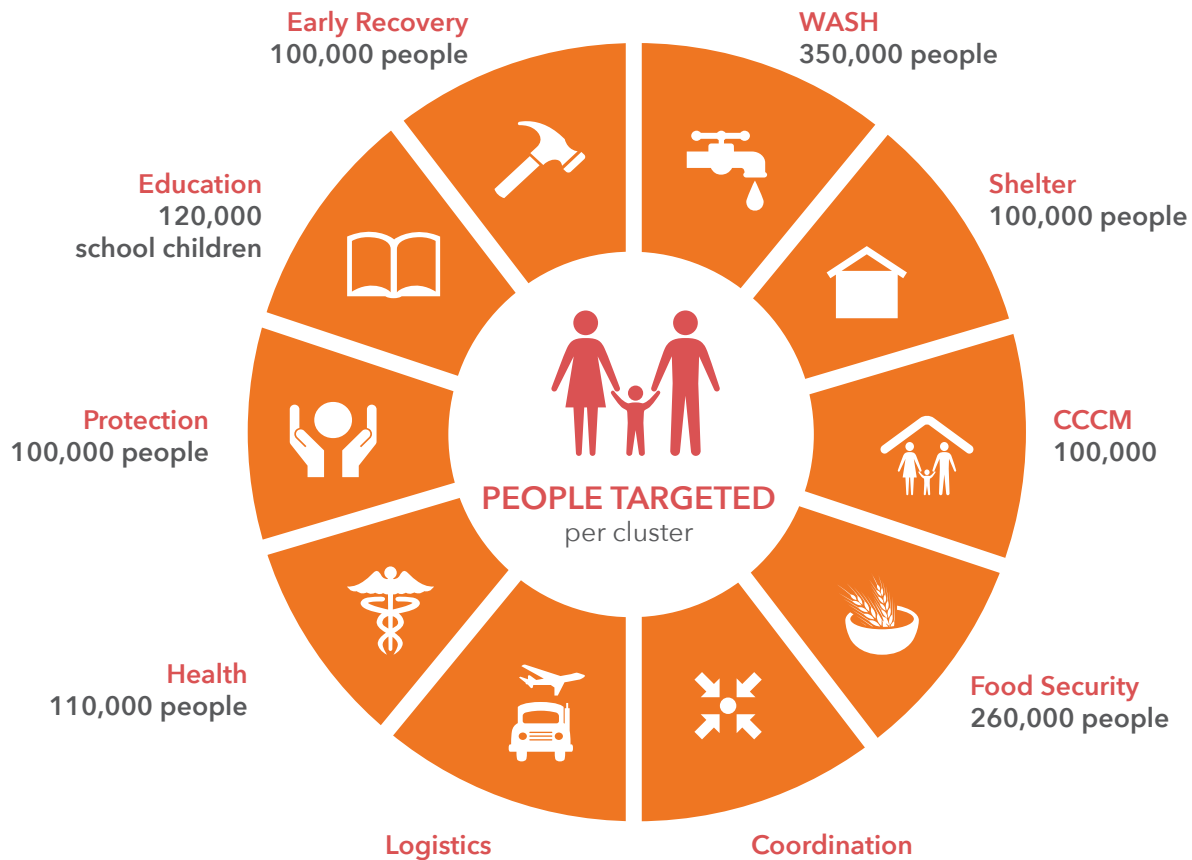 Early Recovery
100,000 people
WASH
350,000 people
Education
120,000
school children
Shelter
100,000 people
Protection
100,000 people
CCCM
100,000
PEOPLE TARGETED
per cluster
Health
110,000 people
Food Security
260,000 people
Logistics
Coordination